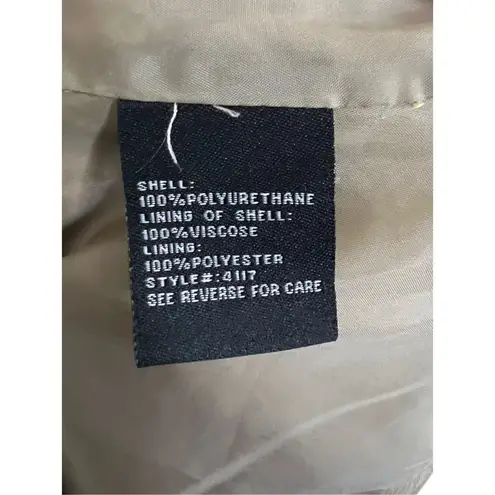 SHELL:
100%POLYURETHANE
LINING OF SHELL:
100%VISCOSE
LINING:
100%POLYESTER
STYLE#:4117
SEE REVERSE FOR CARE